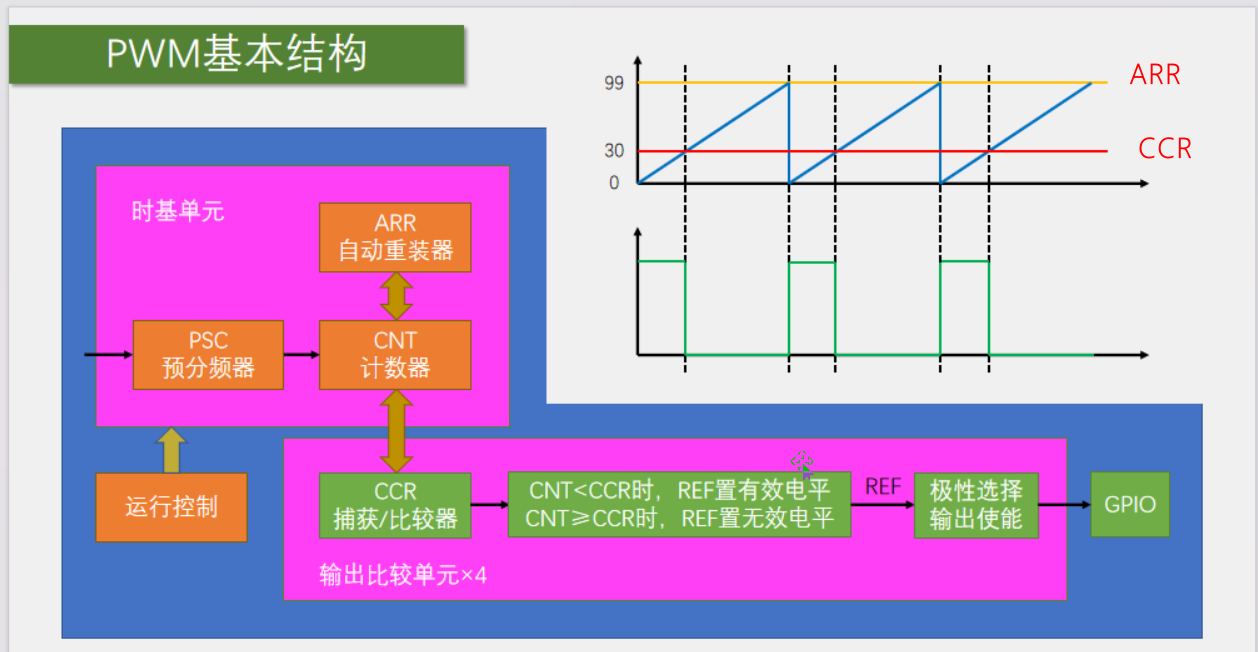 PWM基本结构
99
ARR
30
CCR
0
时基单元
ARR
自动重装器
PSC
预分频器
CNT
计数器
运行控制
CCR
捕获/比较器
CNT<CCR时，REF置有效电平
CNT≥CCR时，REF置无效电平
REF
极性选择
输出使能
GPIO
输出比较单元×4